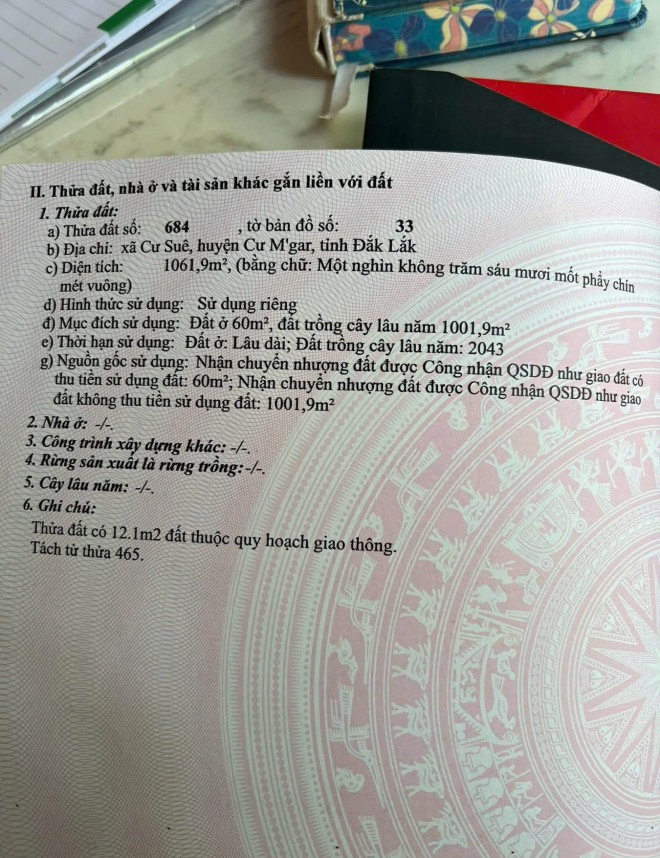 II. Thửa đất, nhà ở và tài sản khác gắn liền với đất
1. Thửa đất:
a) Thửa đất số: 684 , tờ bản đồ số: 33
b) Địa chỉ: xã Cư Suê, huyện Cư M'gar, tỉnh Đắk Lắk
c) Diện tích: 1061,9m², (bằng chữ: Một nghìn không trăm sáu mươi mốt phẩy chín
mét vuông)
d) Hình thức sử dụng: Sử dụng riêng
đ) Mục đích sử dụng: Đất ở 60m², đất trồng cây lâu năm 1001,9m²
e) Thời hạn sử dụng: Đất ở: Lâu dài; Đất trồng cây lâu năm: 2043
g) Nguồn gốc sử dụng: Nhận chuyển nhượng đất được Công nhận QSDĐ như giao đất có
thu tiền sử dụng đất: 60m²; Nhận chuyển nhượng đất được Công nhận QSDĐ như giao
đất không thu tiền sử dụng đất: 1001,9m²
2. Nhà ở: -/-.
3. Công trình xây dựng khác: -/-.
4. Rừng sản xuất là rừng trồng: -/-.
5. Cây lâu năm: -/-.
6. Ghi chú:
Thửa đất có 12.1m2 đất thuộc quy hoạch giao thông.
Tách từ thửa 465.